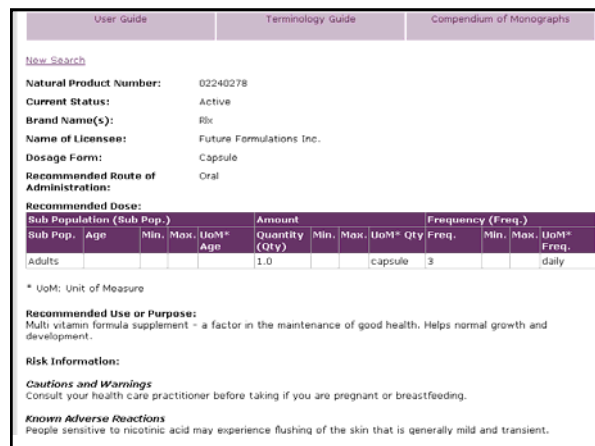 User Guide Terminology Guide Compendium of Monographs
New Search
Natural Product Number: 02240278
Current Status: Active
Brand Name(s): Rlx
Name of Licensee: Future Formulations Inc.
Dosage Form: Capsule
Recommended Route of Oral
Administration:
Recommended Dose:
Sub Population (Sub Pop.) Amount Frequency (Freq.)
Sub Pop. Age Min. Max. UoM* Age Quantity (Qty) Min. Max. UoM* Qty Freq. Min. Max. UoM* Freq.
Adults 1.0 capsule 3 daily
* UoM: Unit of Measure
Recommended Use or Purpose:
Multi vitamin formula supplement - a factor in the maintenance of good health. Helps normal growth and
development.
Risk Information:
Cautions and Warnings
Consult your health care practitioner before taking if you are pregnant or breastfeeding.
Known Adverse Reactions
People sensitive to nicotinic acid may experience flushing of the skin that is generally mild and transient.